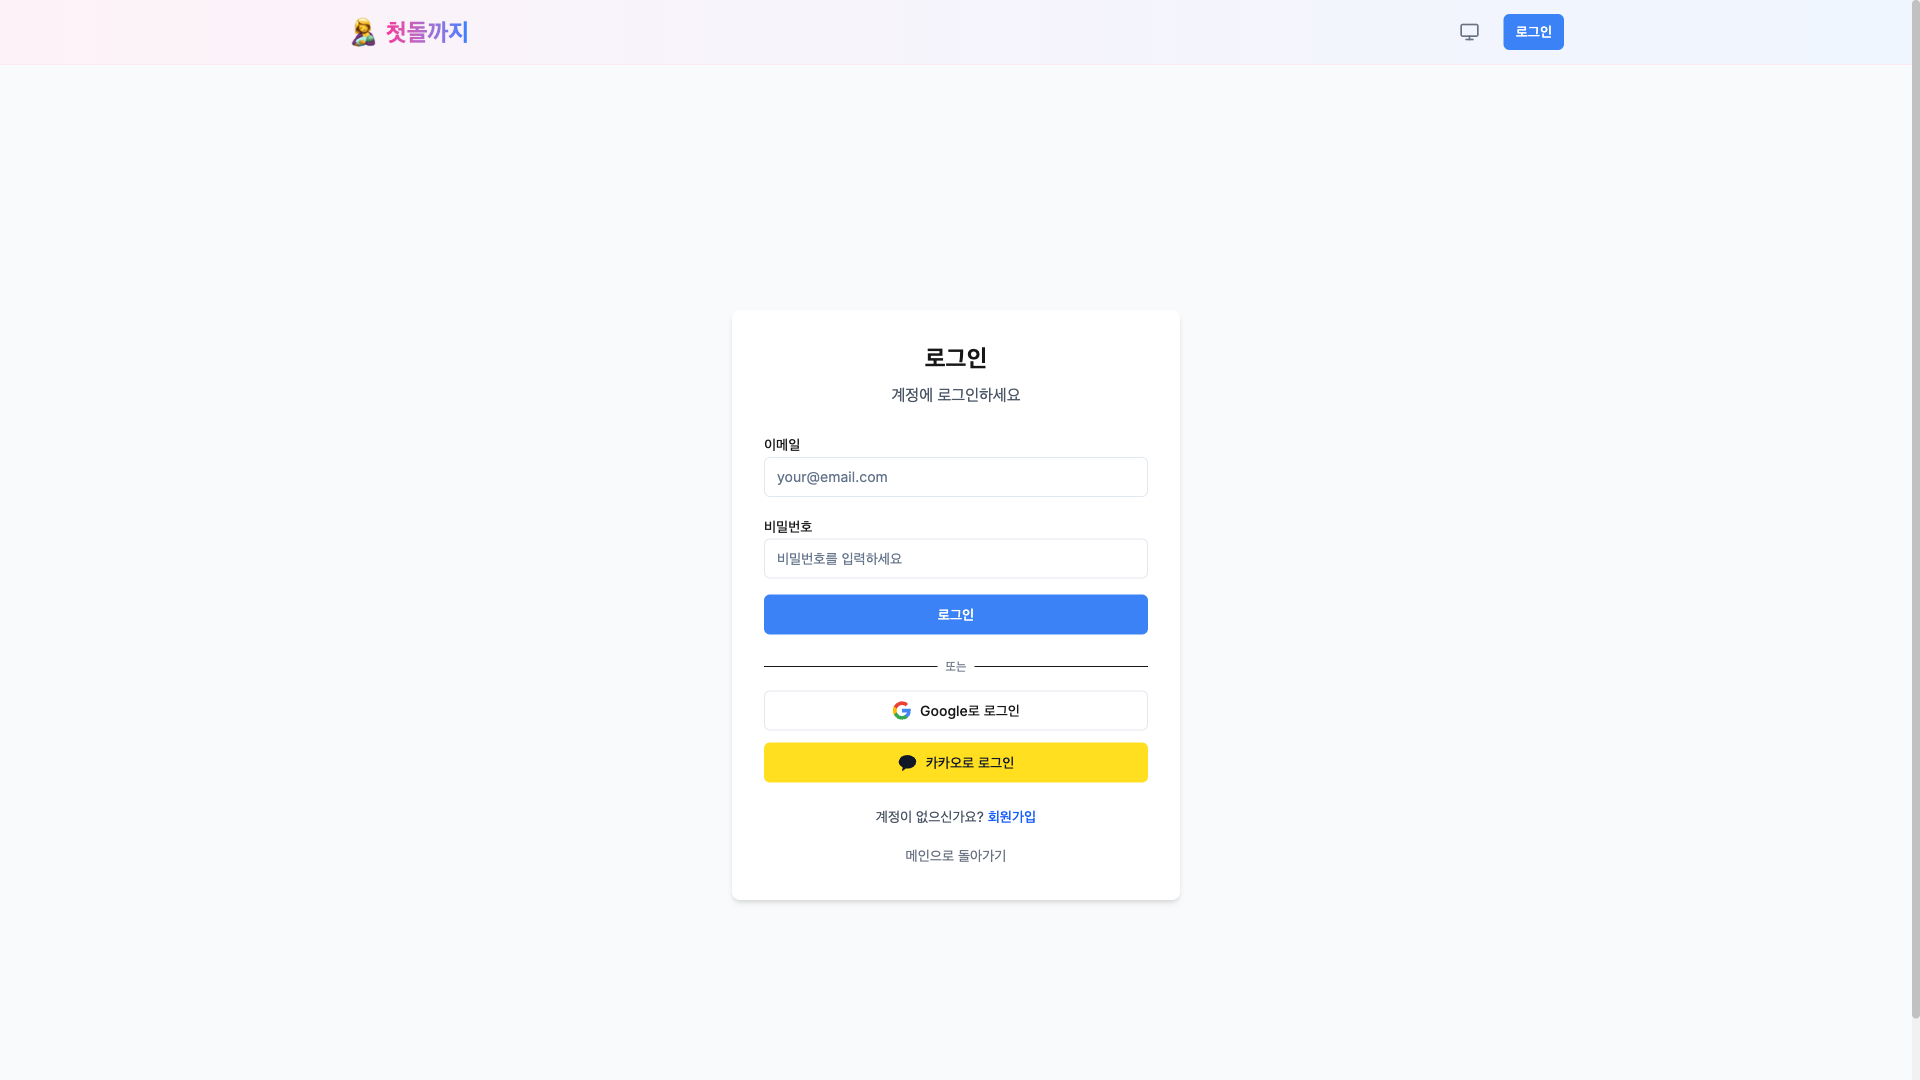 첫돌까지
로그인
로그인
계정에 로그인하세요
이메일
your@email.com
비밀번호
비밀번호를 입력하세요
로그인
또는
Google로 로그인
카카오로 로그인
계정이 없으신가요? 회원가입
메인으로 돌아가기